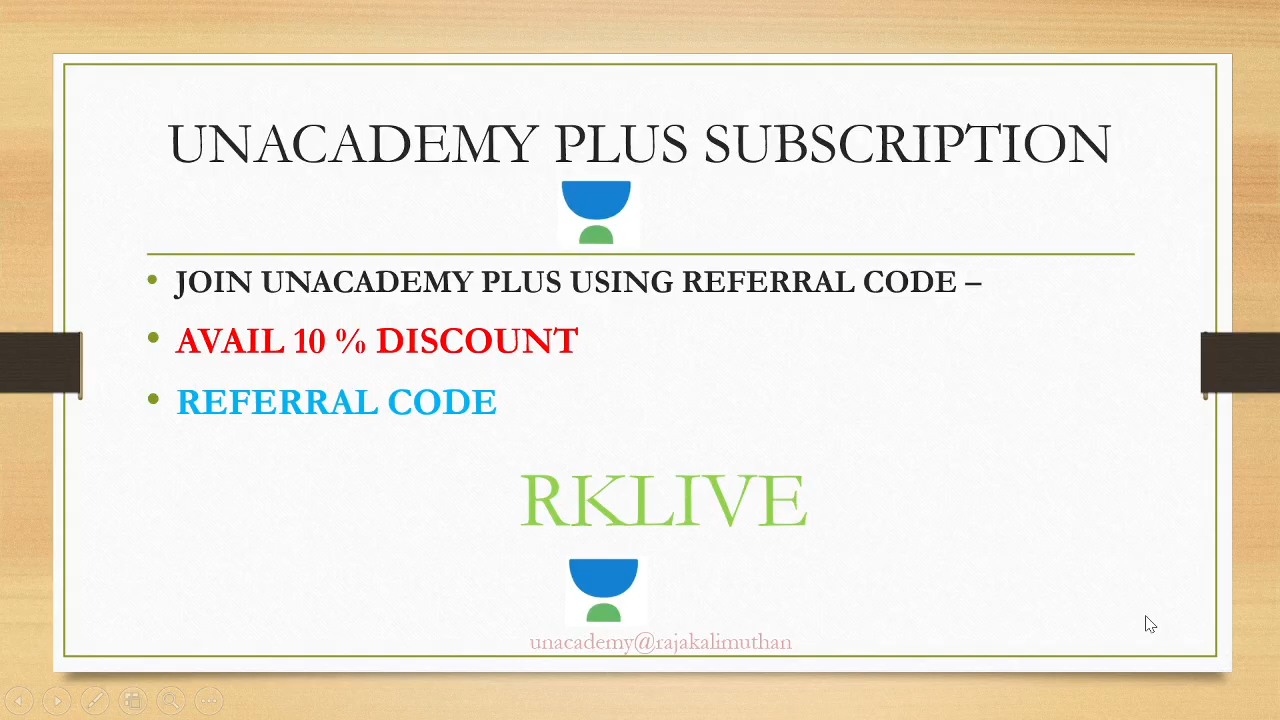 UNACADEMY PLUS SUBSCRIPTION
• JOIN UNACADEMY PLUS USING REFERRAL CODE –
• AVAIL 10 % DISCOUNT
• REFERRAL CODE
RKLIVE
unacademy@rajakalimuthan